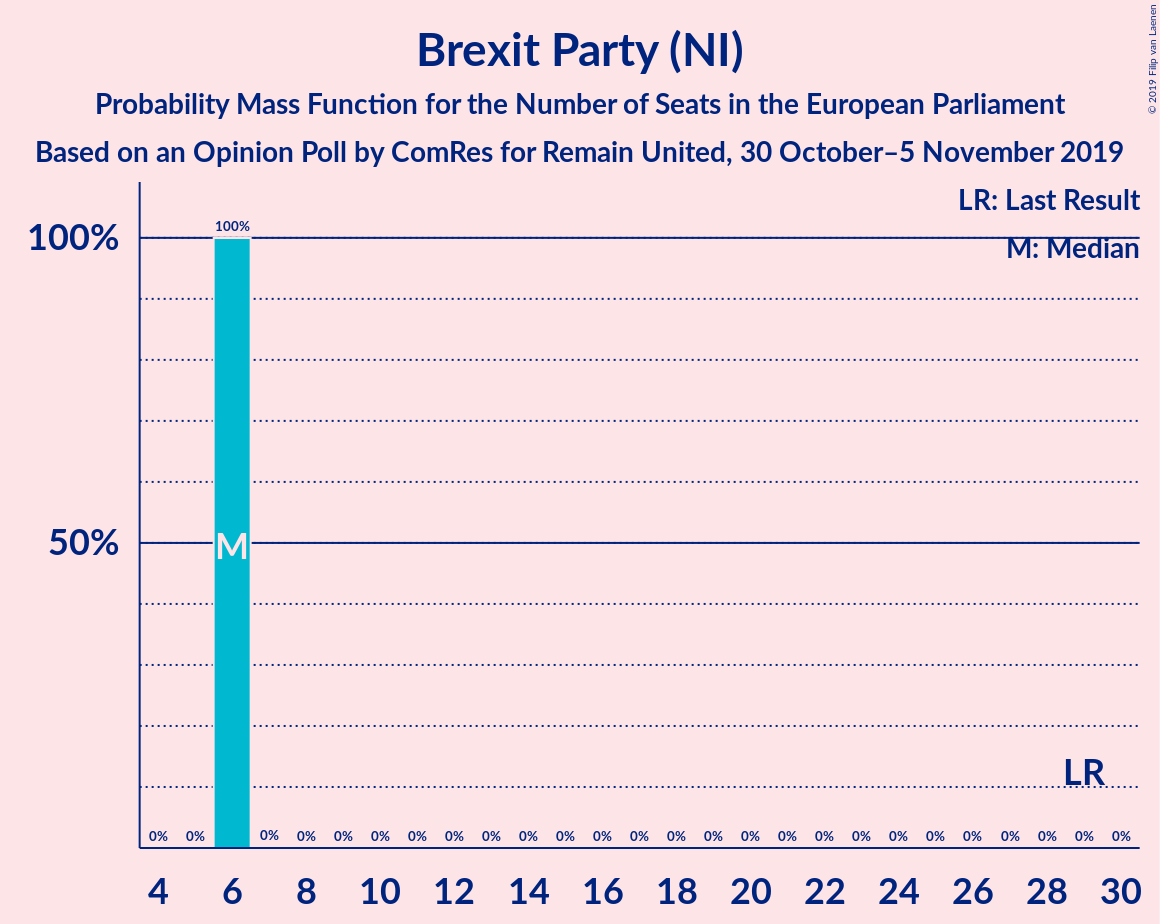 Brexit Party (NI)
Probability Mass Function for the Number of Seats in the European Parliament
Based on an Opinion Poll by ComRes for Remain United, 30 October–5 November 2019
© 2019 Filip van Laenen
LR: Last Result
M: Median
100%
100%
50%
M
LR
0% 0% 0% 0% 0% 0% 0% 0% 0% 0% 0% 0% 0% 0% 0% 0% 0% 0% 0% 0% 0% 0% 0% 0% 0% 0%
4 6 8 10 12 14 16 18 20 22 24 26 28 30